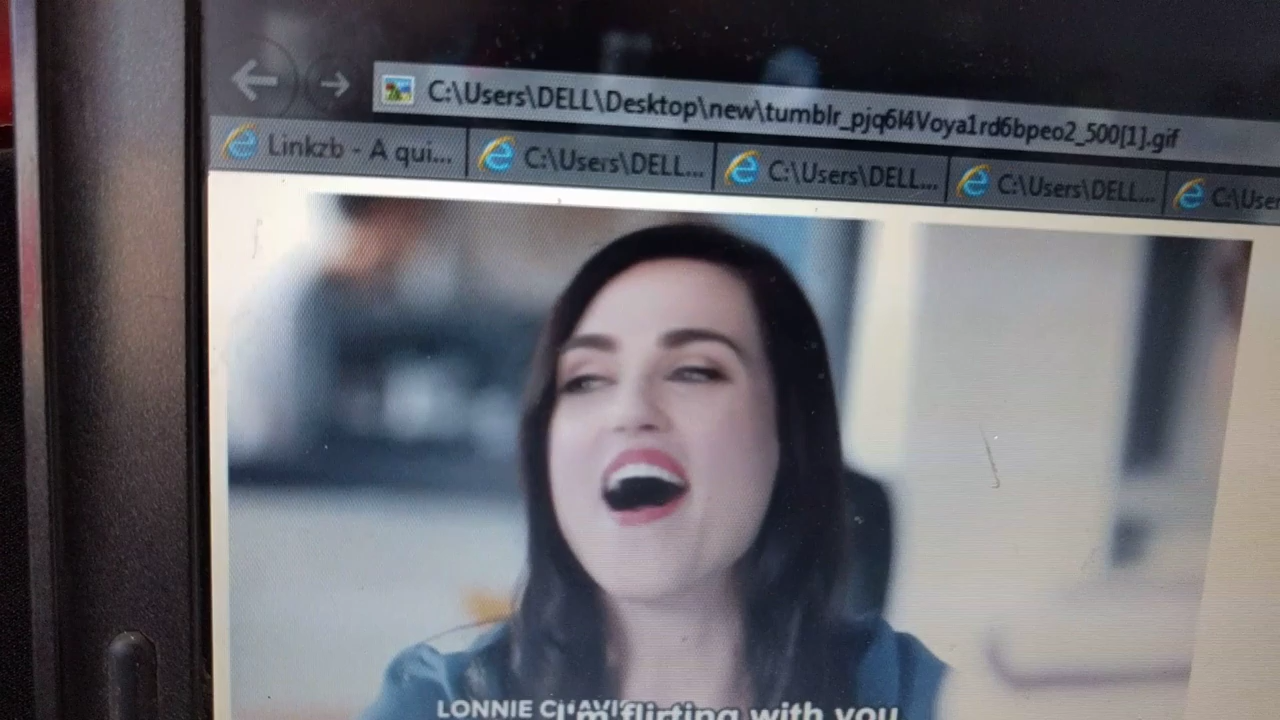 C:\Users\DELL\Desktop\new\tumblr_pjq6l4Voya1rd6bpeo2_500[1].gif
Linkzb - A qui...
C:\Users\DELL...
C:\Users\DELL...
C:\Users\DELL...
C:\User
LONNIE
I'm flirting with you